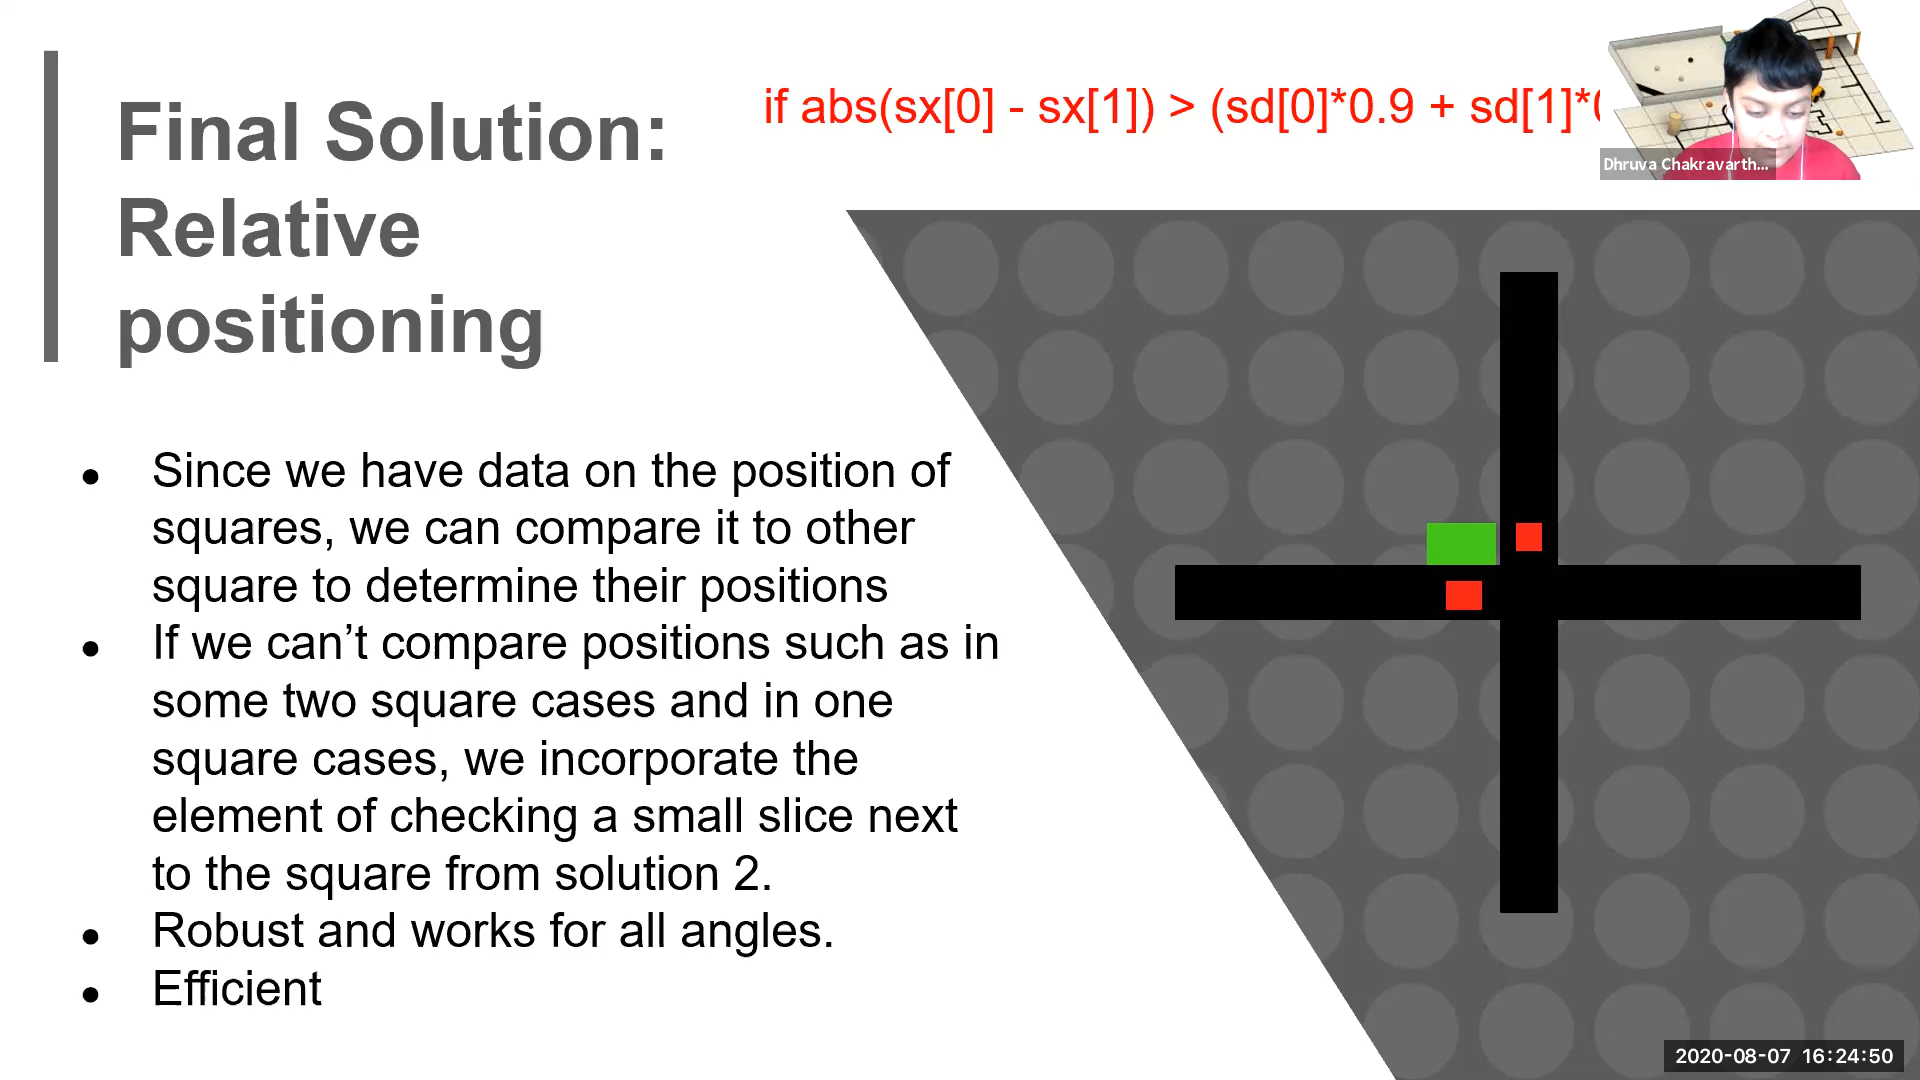 Final Solution:
Relative
positioning
if abs(sx[0] - sx[1]) > (sd[0]*0.9 + sd[1]*
Dhruva Chakravarth...
Since we have data on the position of
squares, we can compare it to other
square to determine their positions
If we can’t compare positions such as in
some two square cases and in one
square cases, we incorporate the
element of checking a small slice next
to the square from solution 2.
Robust and works for all angles.
Efficient
2020-08-07 16:24:50